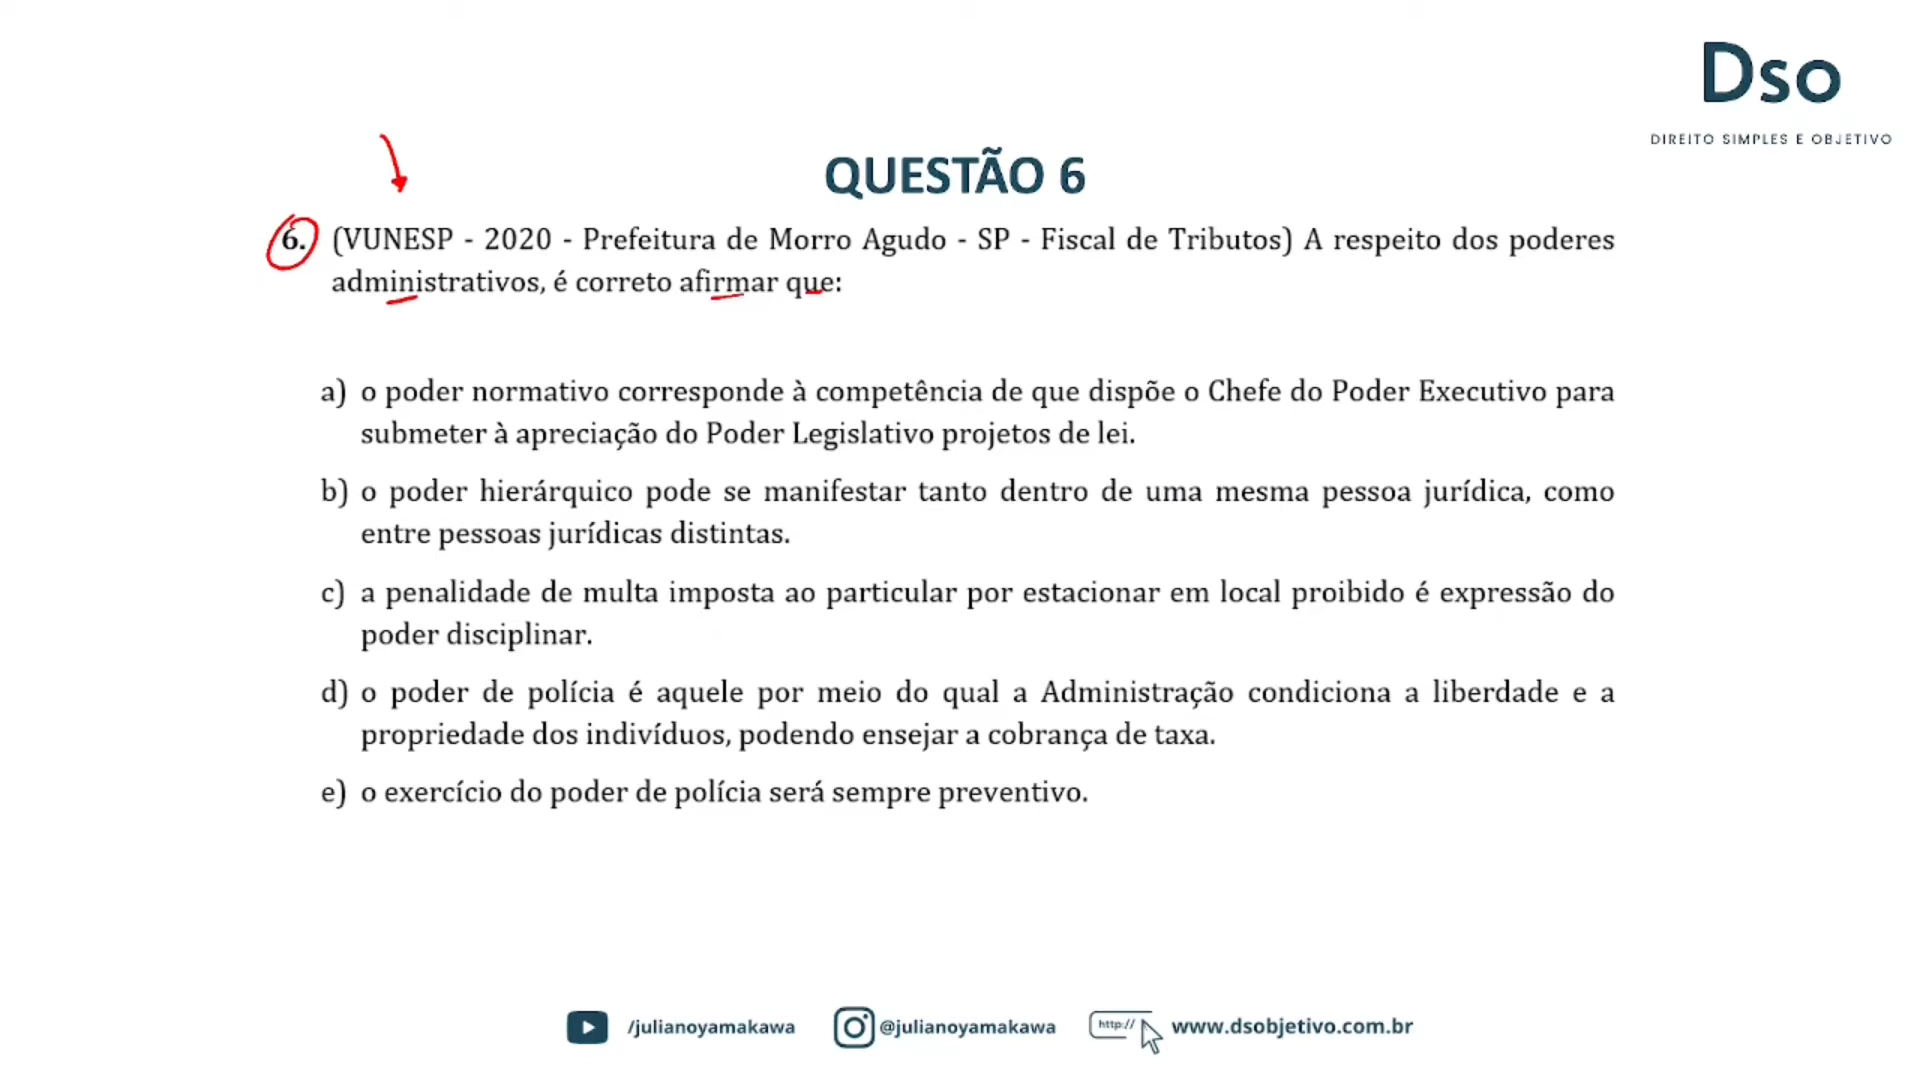 Dso
DIREITO SIMPLES E OBJETIVO
QUESTÃO 6
6. (VUNESP - 2020 - Prefeitura de Morro Agudo - SP - Fiscal de Tributos) A respeito dos poderes
administrativos, é correto afirmar que:
a) o poder normativo corresponde à competência de que dispõe o Chefe do Poder Executivo para
submeter à apreciação do Poder Legislativo projetos de lei.
b) o poder hierárquico pode se manifestar tanto dentro de uma mesma pessoa jurídica, como
entre pessoas jurídicas distintas.
c) a penalidade de multa imposta ao particular por estacionar em local proibido é expressão do
poder disciplinar.
d) o poder de polícia é aquele por meio do qual a Administração condiciona a liberdade e a
propriedade dos indivíduos, podendo ensejar a cobrança de taxa.
e) o exercício do poder de polícia será sempre preventivo.
/julianoyamakawa @julianoyamakawa http:// www.dsobjetivo.com.br